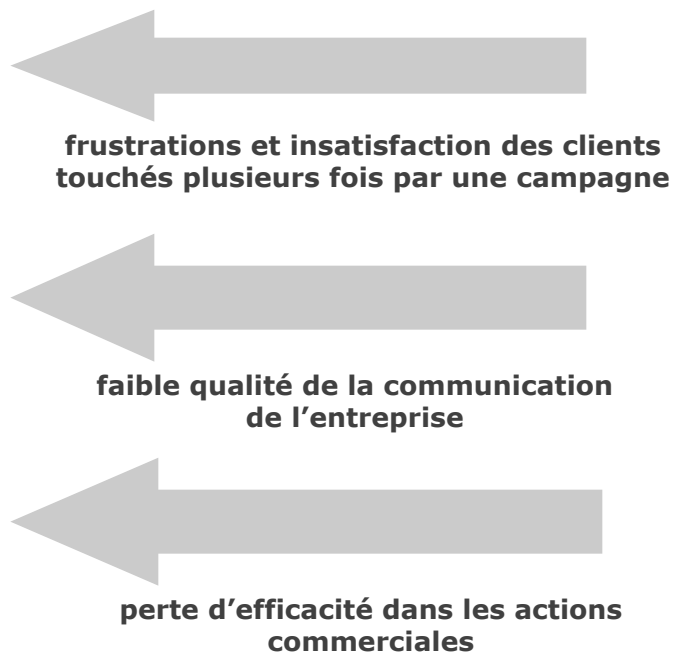 frustrations et insatisfaction des clients
touchés plusieurs fois par une campagne
faible qualité de la communication
de l’entreprise
perte d’efficacité dans les actions
commerciales